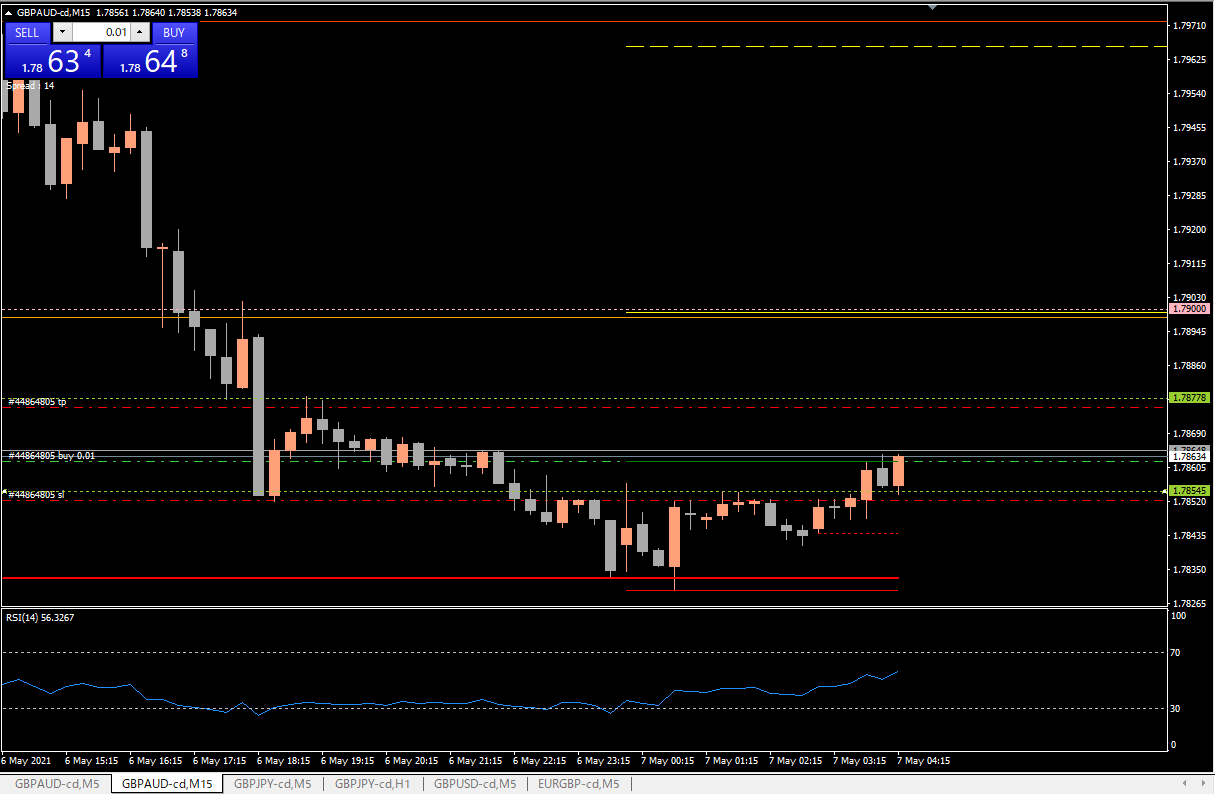 GBPAUD-cd,M15 1.78561 1.78640 1.78538 1.78634
SELL 0.01 BUY
1.78 63 4 1.78 64 8
Spread : 14
1.79710
1.79625
1.79540
1.79455
1.79370
1.79285
1.79200
1.79115
1.79030
1.79000
1.78945
1.78860
1.78778
#44864805 tp
1.78690
1.78648
#44864805 buy 0.01
1.78634
1.78605
1.78545
#44864805 sl
1.78520
1.78435
1.78350
1.78265
RSI(14) 56.3267
100
70
30
0
6 May 2021 6 May 15:15 6 May 16:15 6 May 17:15 6 May 18:15 6 May 19:15 6 May 20:15 6 May 21:15 6 May 22:15 6 May 23:15 7 May 00:15 7 May 01:15 7 May 02:15 7 May 03:15 7 May 04:15
GBPAUD-cd,M5 GBPAUD-cd,M15 GBPJPY-cd,M5 GBPJPY-cd,H1 GBPUSD-cd,M5 EURGBP-cd,M5